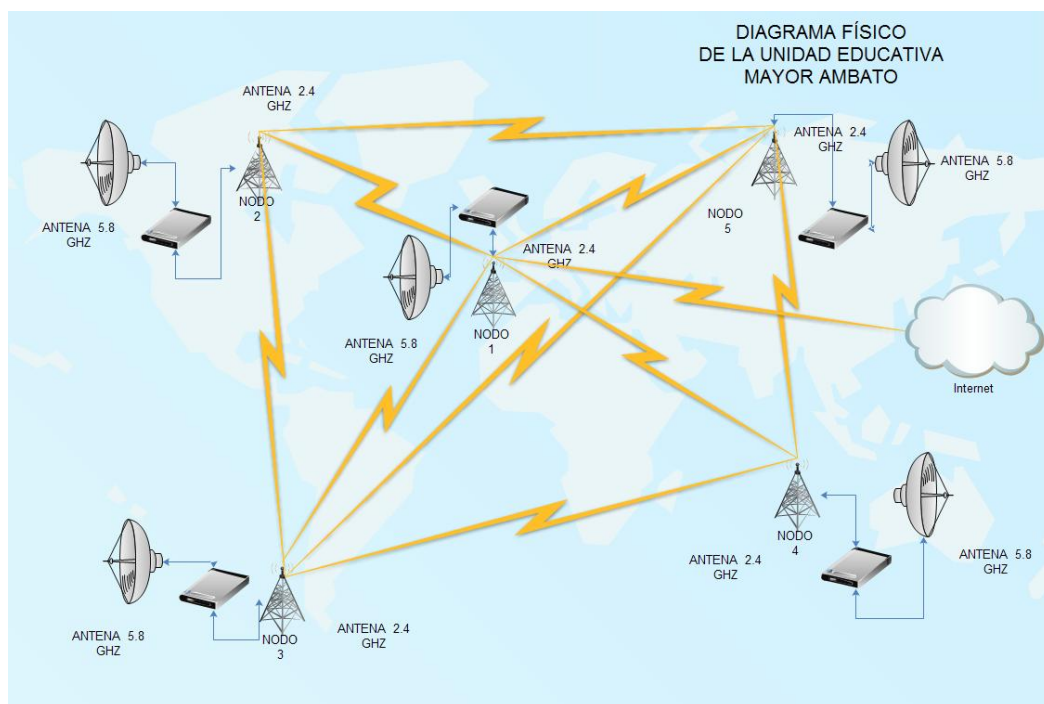 DIAGRAMA FÍSICO
DE LA UNIDAD EDUCATIVA
MAYOR AMBATO
ANTENA 2.4
GHZ
ANTENA 5.8
GHZ
NODO
2
ANTENA 2.4
GHZ
ANTENA 5.8
GHZ
NODO
5
ANTENA 2.4
GHZ
ANTENA 5.8
GHZ
NODO
1
Internet
ANTENA 2.4
GHZ
NODO
4
ANTENA 5.8
GHZ
ANTENA 5.8
GHZ
NODO
3
ANTENA 2.4
GHZ